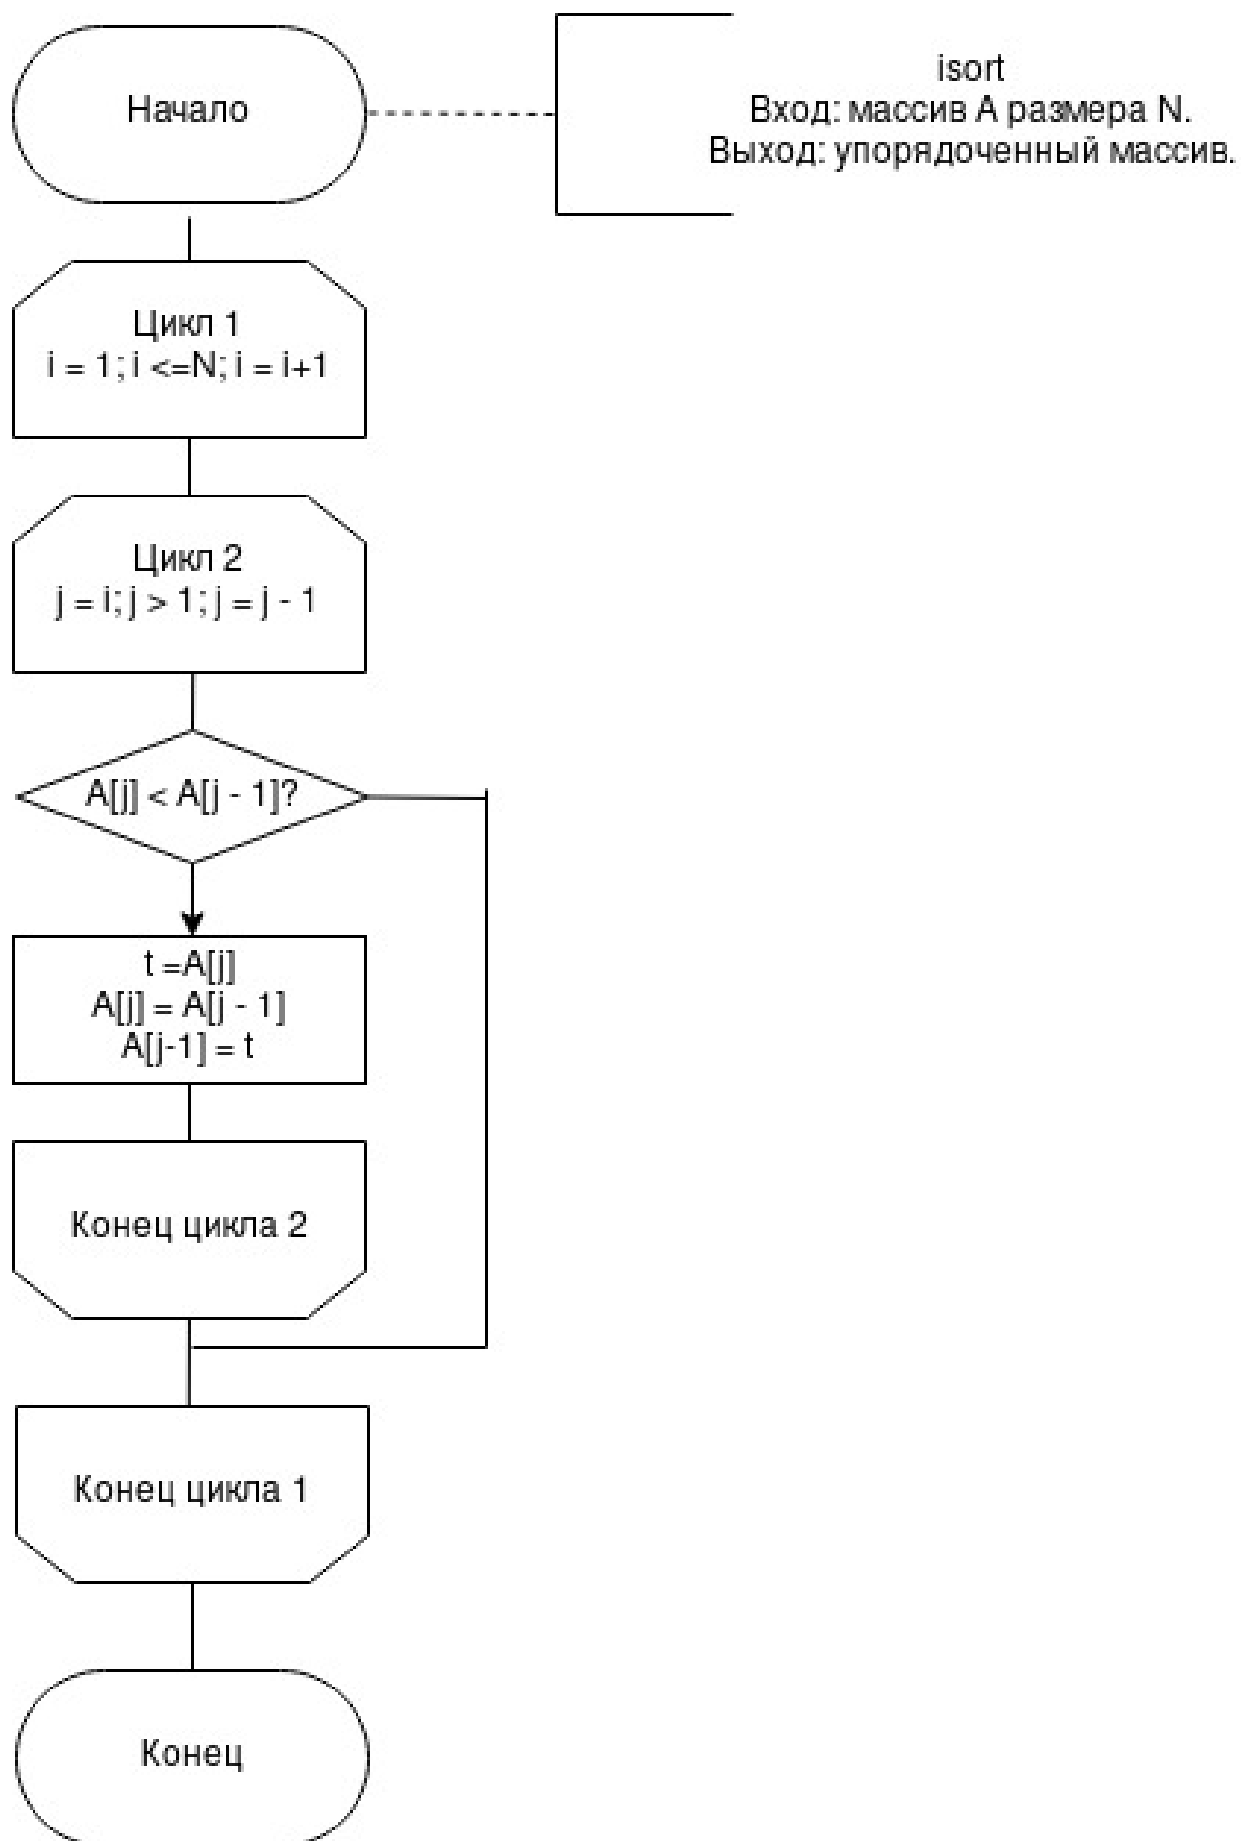 Начало
isort
Вход: массив А размера N.
Выход: упорядоченный массив.
Цикл 1
i = 1; i <=N; i = i+1
Цикл 2
j = i; j > 1; j = j - 1
A[j] < A[j - 1]?
t =A[j]
A[j] = A[j - 1]
A[j-1] = t
Конец цикла 2
Конец цикла 1
Конец